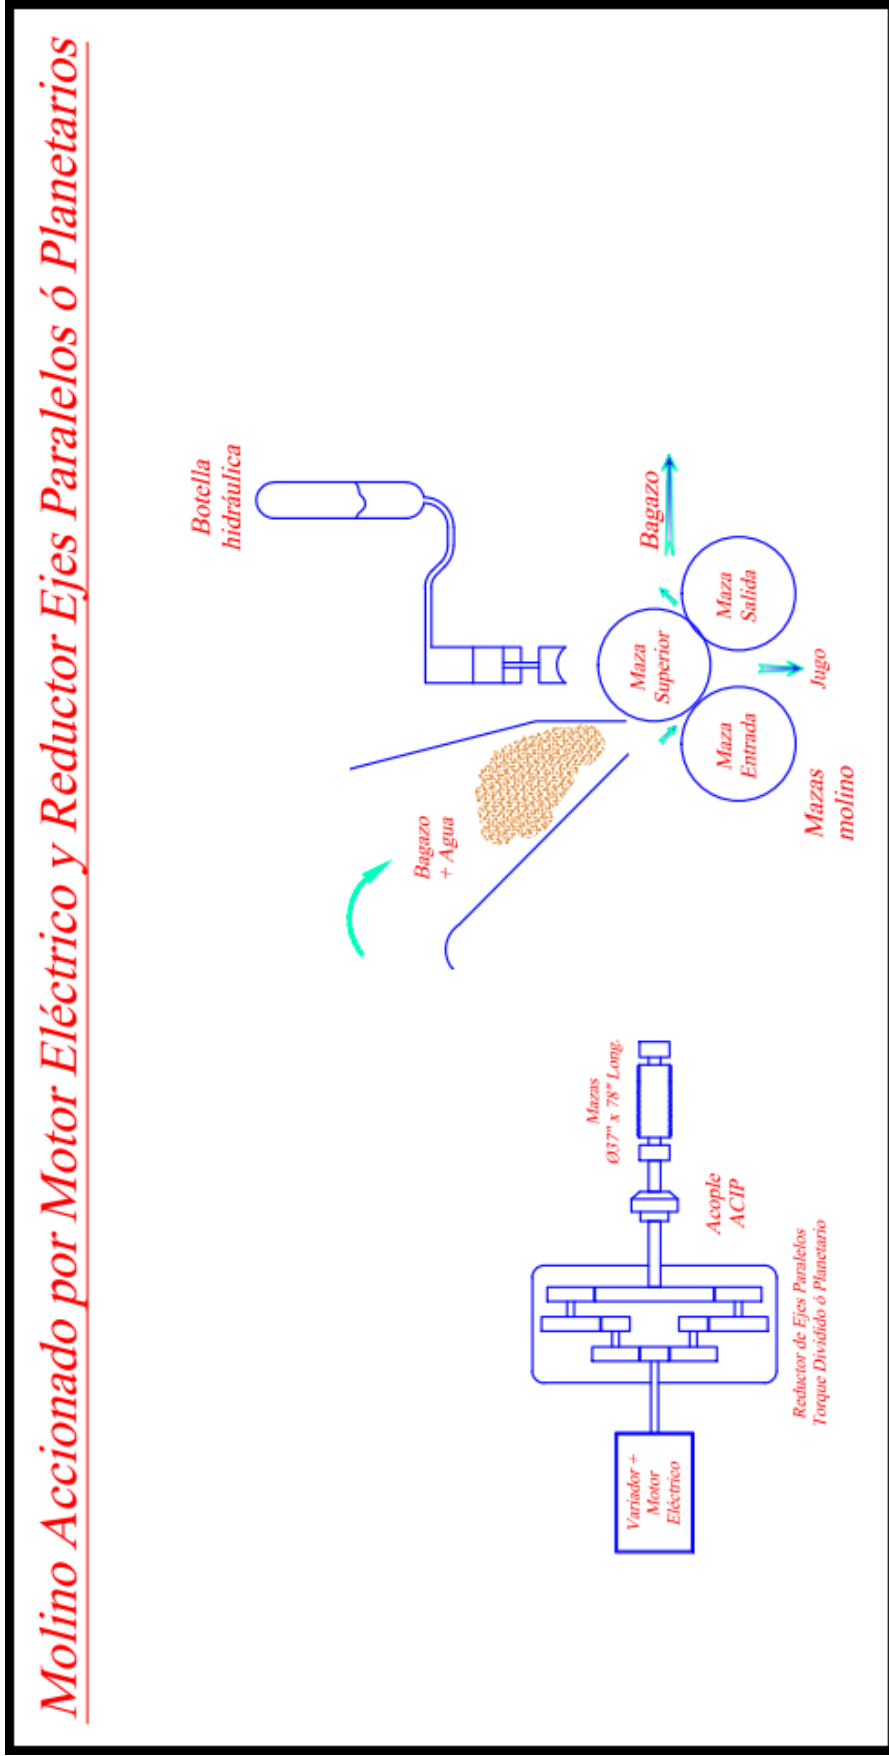 Molino Accionado por Motor Eléctrico y Reductor Ejes Paralelos ó Planetarios
Botella
hidráulica
Bagazo
+ Agua
Bagazo
Maza
Superior
Maza
Entrada
Maza
Salida
Jugo
Mazas
molino
Mazas
Ø37" x 78" Long.
Acople
ACIP
Variador +
Motor
Eléctrico
Reductor de Ejes Paralelos
Torque Dividido ó Planetario